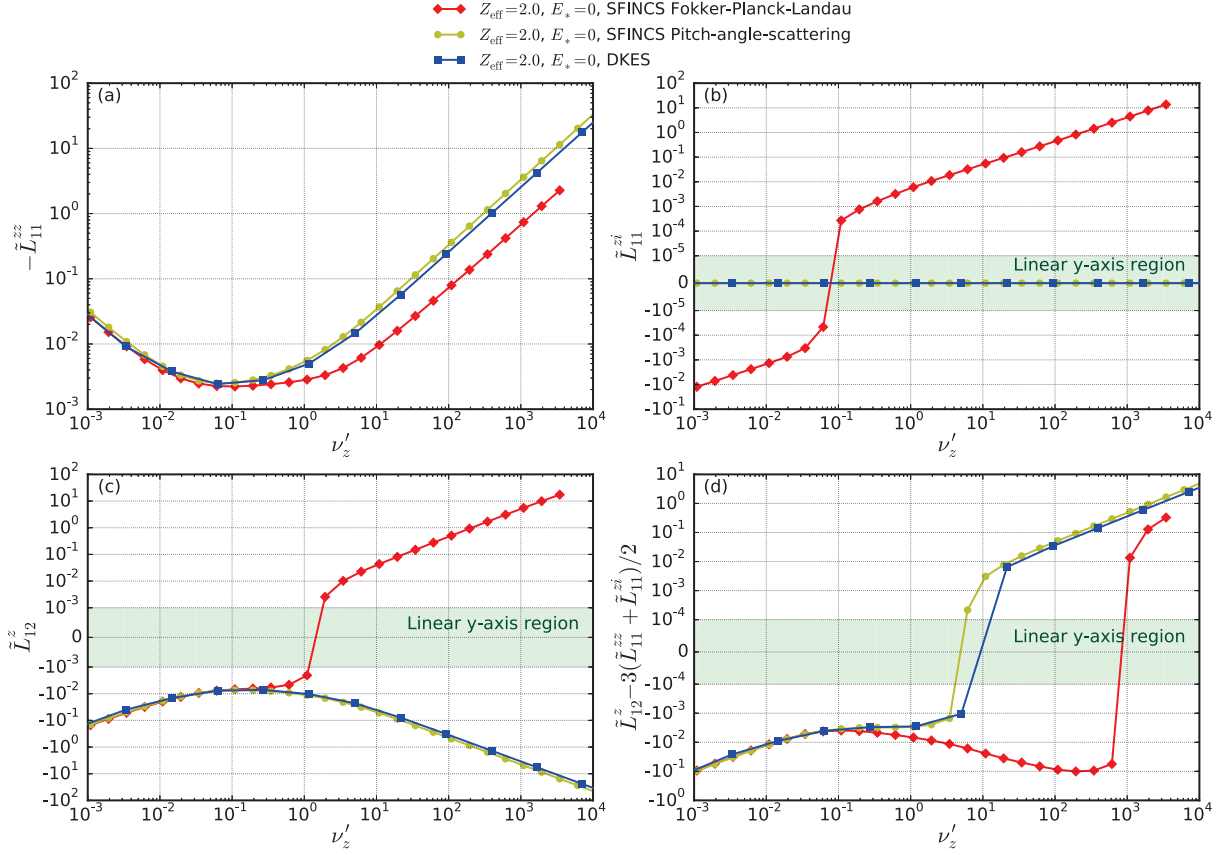 Z_eff=2.0, E_*=0, SFINCS Fokker-Planck-Landau
Z_eff=2.0, E_*=0, SFINCS Pitch-angle-scattering
Z_eff=2.0, E_*=0, DKES
(a)
10^2
10^1
10^0
10^-1
10^-2
10^-3
−L̃_11^zz
10^-3 10^-2 10^-1 10^0 10^1 10^2 10^3 10^4
ν′_z
(b)
10^2
10^1
10^0
10^-1
10^-2
10^-3
10^-4
10^-5
0
-10^-5
-10^-4
-10^-3
-10^-2
-10^-1
L̃_11^zi
Linear y-axis region
10^-3 10^-2 10^-1 10^0 10^1 10^2 10^3 10^4
ν′_z
(c)
10^2
10^1
10^0
10^-1
10^-2
10^-3
0
-10^-3
-10^-2
-10^-1
-10^0
-10^1
-10^2
L̃_12^z
Linear y-axis region
10^-3 10^-2 10^-1 10^0 10^1 10^2 10^3 10^4
ν′_z
(d)
10^1
10^0
10^-1
10^-2
10^-3
10^-4
0
-10^-4
-10^-3
-10^-2
-10^-1
-10^0
L̃_12^z−3(L̃_11^zz+L̃_11^zi)/2
Linear y-axis region
10^-3 10^-2 10^-1 10^0 10^1 10^2 10^3 10^4
ν′_z